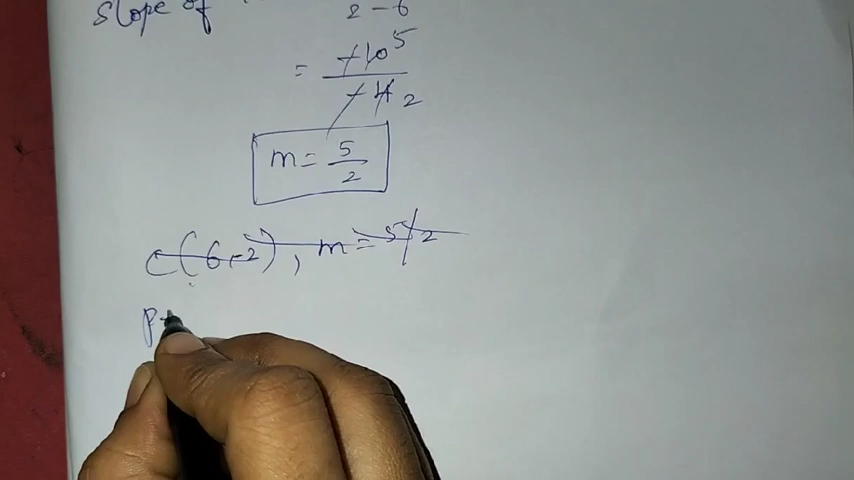 Slope of
2 - 6
= -10 5
-4 2
m = 5/2
C(6,-2), m = 5/2
P